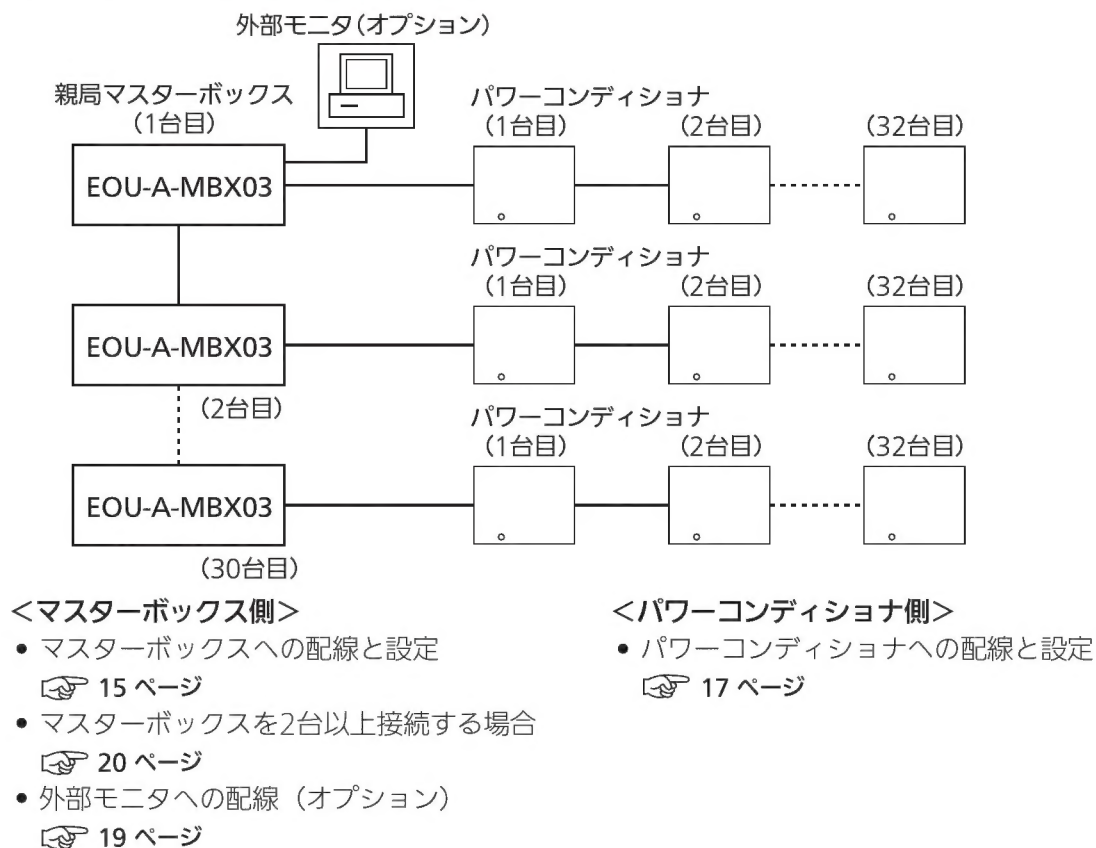 外部モニタ(オプション)
親局マスターボックス
(1台目)
パワーコンディショナ
(1台目) (2台目) (32台目)
EOU-A-MBX03
パワーコンディショナ
(1台目) (2台目) (32台目)
EOU-A-MBX03
(2台目)
パワーコンディショナ
(1台目) (2台目) (32台目)
EOU-A-MBX03
(30台目)
＜マスターボックス側＞
• マスターボックスへの配線と設定
☞ 15 ページ
• マスターボックスを2台以上接続する場合
☞ 20 ページ
• 外部モニタへの配線（オプション）
☞ 19 ページ
＜パワーコンディショナ側＞
• パワーコンディショナへの配線と設定
☞ 17 ページ